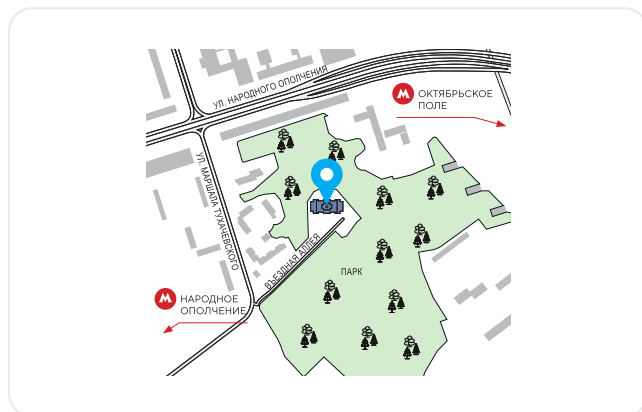 УЛ. НАРОДНОГО ОПОЛЧЕНИЯ
М ОКТЯБРЬСКОЕ
ПОЛЕ
УЛ. МАРШАЛА ТУХАЧЕВСКОГО
ВЪЕЗДНАЯ АЛЛЕЯ
ПАРК
М НАРОДНОЕ
ОПОЛЧЕНИЕ